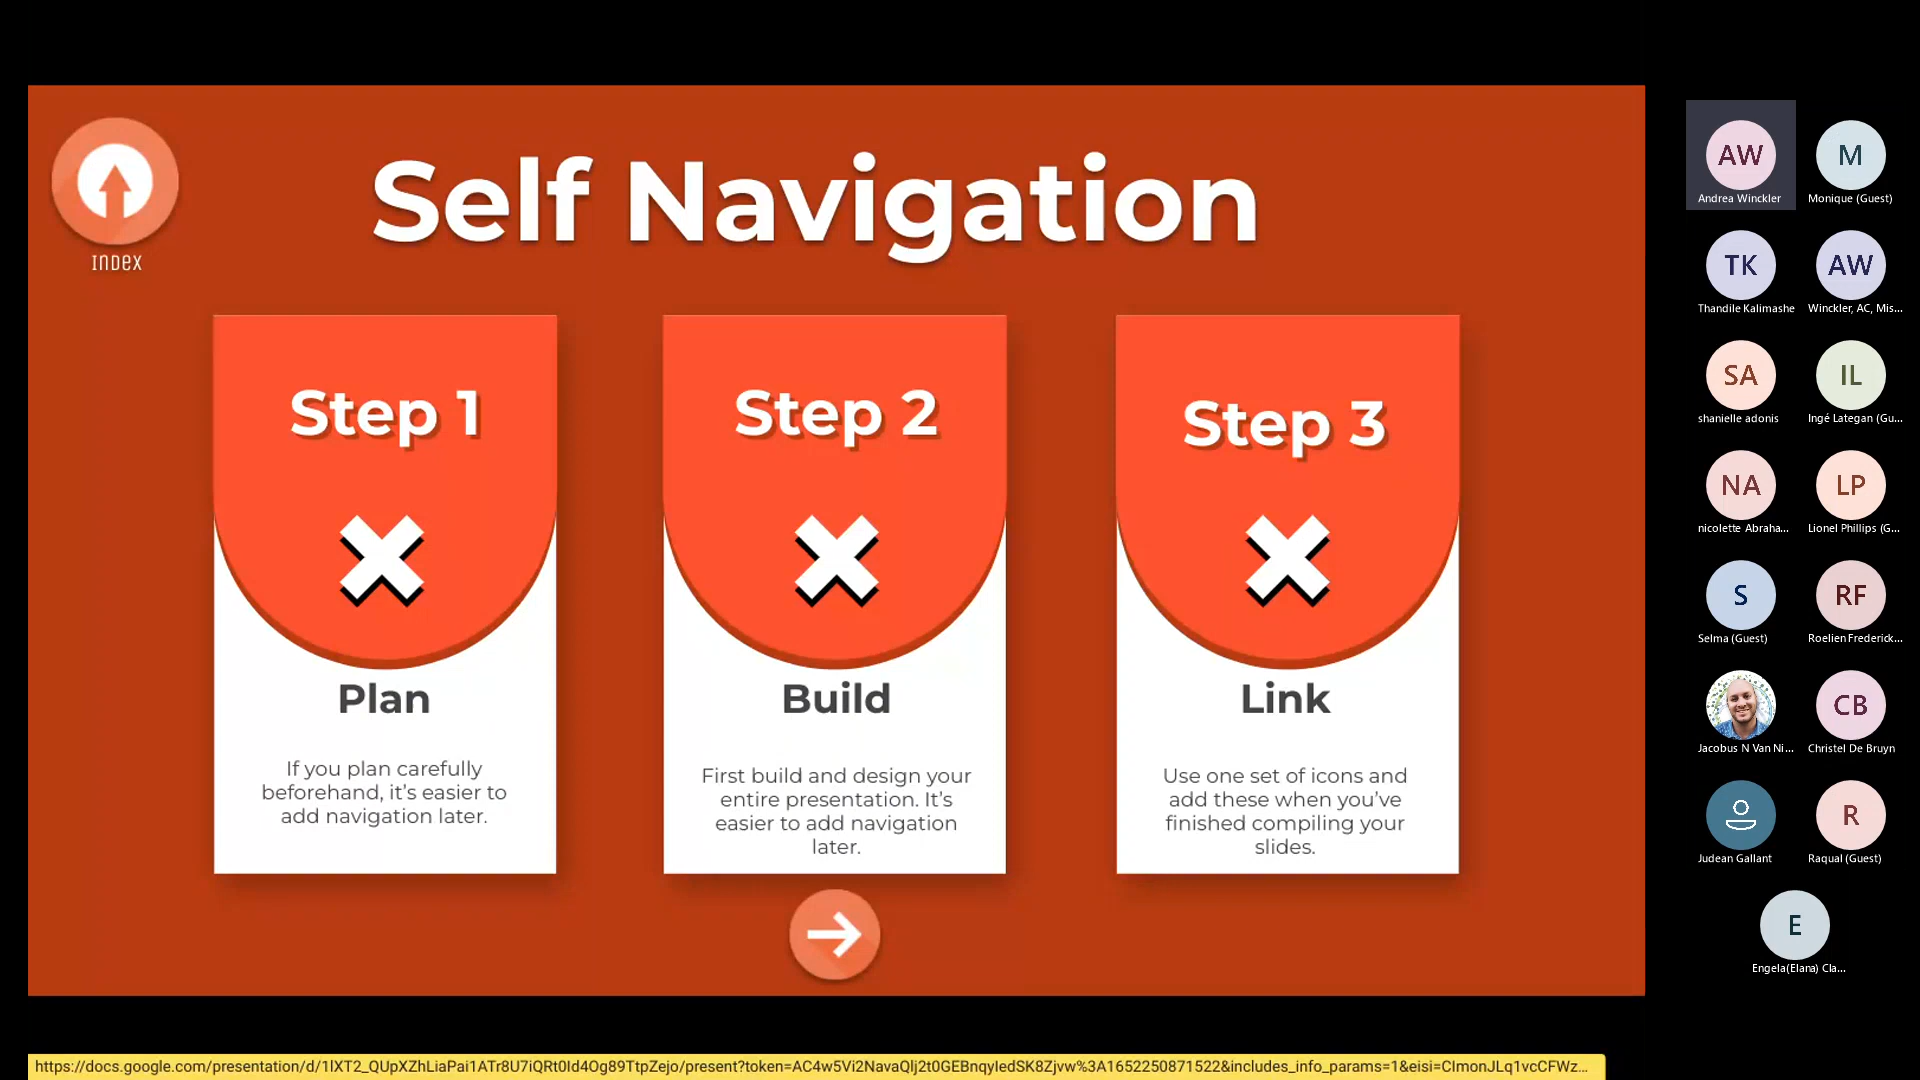 Self Navigation
Index
Step 1
Plan
If you plan carefully
beforehand, it's easier to
add navigation later.
Step 2
Build
First build and design your
entire presentation. It's
easier to add navigation
later.
Step 3
Link
Use one set of icons and
add these when you've
finished compiling your
slides.
AW
Andrea Winckler
M
Monique (Guest)
TK
Thandile Kalimashe
AW
Winckler, AC, Mis...
SA
shanielle adonis
IL
Ingé Lategan (Gu...
NA
nicolette Abraha...
LP
Lionel Phillips (G...
S
Selma (Guest)
RF
Roelien Frederick...
Jacobus N Van Ni...
CB
Christel De Bruyn
Judean Gallant
R
Raqual (Guest)
E
Engela(Elana) Cla...
https://docs.google.com/presentation/d/1lXT2_QUpXZhLiaPai1ATr8U7iQRt0Id4Og89TtpZejo/present?token=AC4w5Vi2NavaQlj2t0GEBnqyIedSK8Zjvw%3A1652250871522&includes_info_params=1&eisi=CImonJLq1vcCFWz...